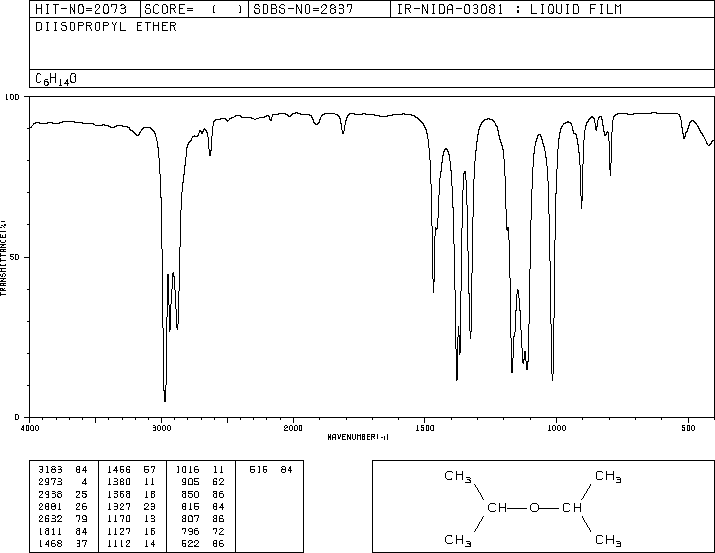 HIT-NO=2073 SCORE= ( ) SDBS-NO=2837 IR-NIDA-03081 : LIQUID FILM
DIISOPROPYL ETHER
C6H14O
100
50
0
TRANSMITTANCE(%)
4000 3000 2000 1500 1000 500
WAVENUMBER(-1)
3183 84 1466 57 1016 11 516 84
2973 4 1380 11 905 62
2938 25 1368 18 850 86
2881 26 1327 23 815 84
2632 79 1170 13 807 86
1811 84 1127 16 796 72
1468 37 1112 14 522 86
CH3 CH3
CH O CH
CH3 CH3